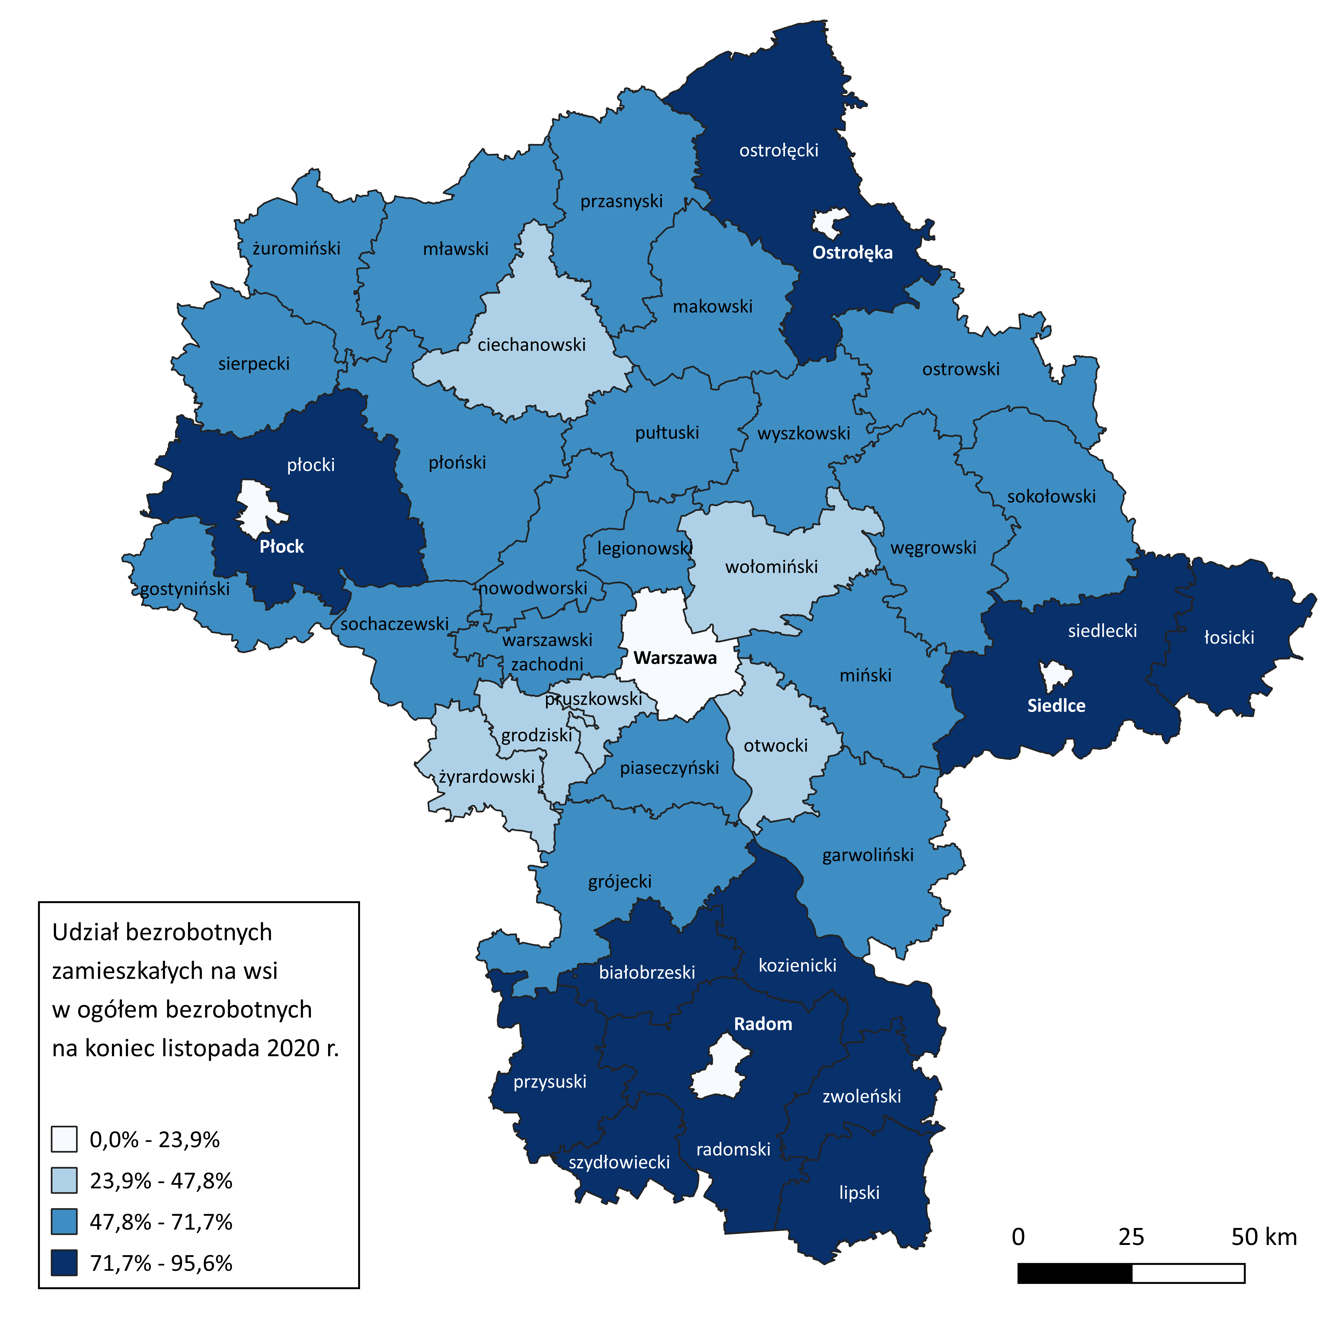 ostrołęcki
przasnyski
żuromiński
mławski
Ostrołęka
makowski
ciechanowski
sierpecki
ostrowski
pułtuski
wyszkowski
płocki
płoński
sokołowski
Płock
legionowski
węgrowski
wołomiński
gostyniński
nowodworski
sochaczewski
siedlecki
łosicki
warszawski
zachodni
Warszawa
miński
pruszkowski
Siedlce
grodziski
otwocki
piaseczyński
żyrardowski
garwoliński
grójecki
białobrzeski
kozienicki
Radom
przysuski
zwoleński
radomski
szydłowiecki
lipski
Udział bezrobotnych
zamieszkałych na wsi
w ogółem bezrobotnych
na koniec listopada 2020 r.
0,0% - 23,9%
23,9% - 47,8%
47,8% - 71,7%
71,7% - 95,6%
0 25 50 km